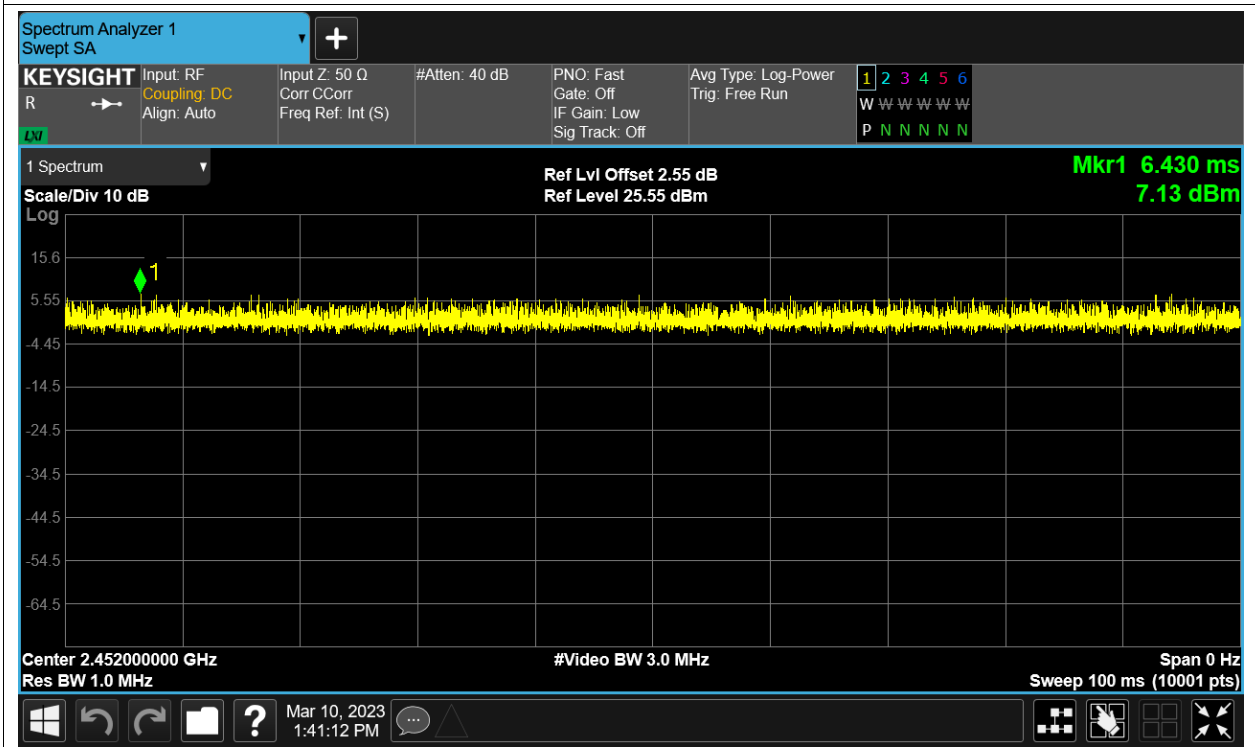 Spectrum Analyzer 1
Swept SA
KEYSIGHT
R
LXI
Input: RF
Coupling: DC
Align: Auto
Input Z: 50 Ω
Corr CCorr
Freq Ref: Int (S)
#Atten: 40 dB
PNO: Fast
Gate: Off
IF Gain: Low
Sig Track: Off
Avg Type: Log-Power
Trig: Free Run
1 2 3 4 5 6
W W W W W W
P N N N N N
1 Spectrum
Scale/Div 10 dB
Log
Ref Lvl Offset 2.55 dB
Ref Level 25.55 dBm
Mkr1 6.430 ms
7.13 dBm
15.6
1
5.55
-4.45
-14.5
-24.5
-34.5
-44.5
-54.5
-64.5
Center 2.452000000 GHz
Res BW 1.0 MHz
#Video BW 3.0 MHz
Span 0 Hz
Sweep 100 ms (10001 pts)
?
Mar 10, 2023
1:41:12 PM